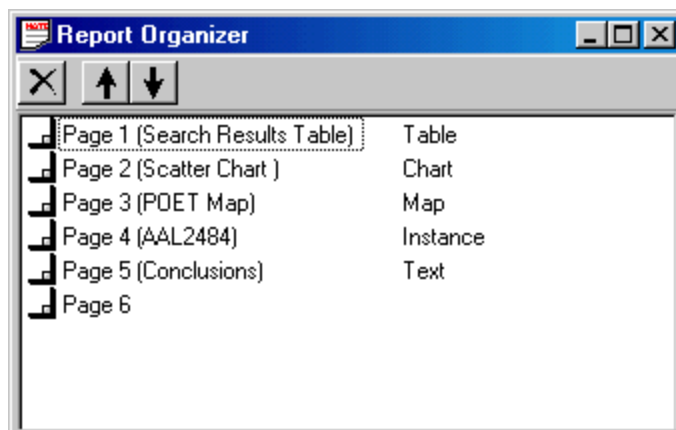 Report Organizer
Page 1 (Search Results Table) Table
Page 2 (Scatter Chart ) Chart
Page 3 (POET Map) Map
Page 4 (AAL2484) Instance
Page 5 (Conclusions) Text
Page 6